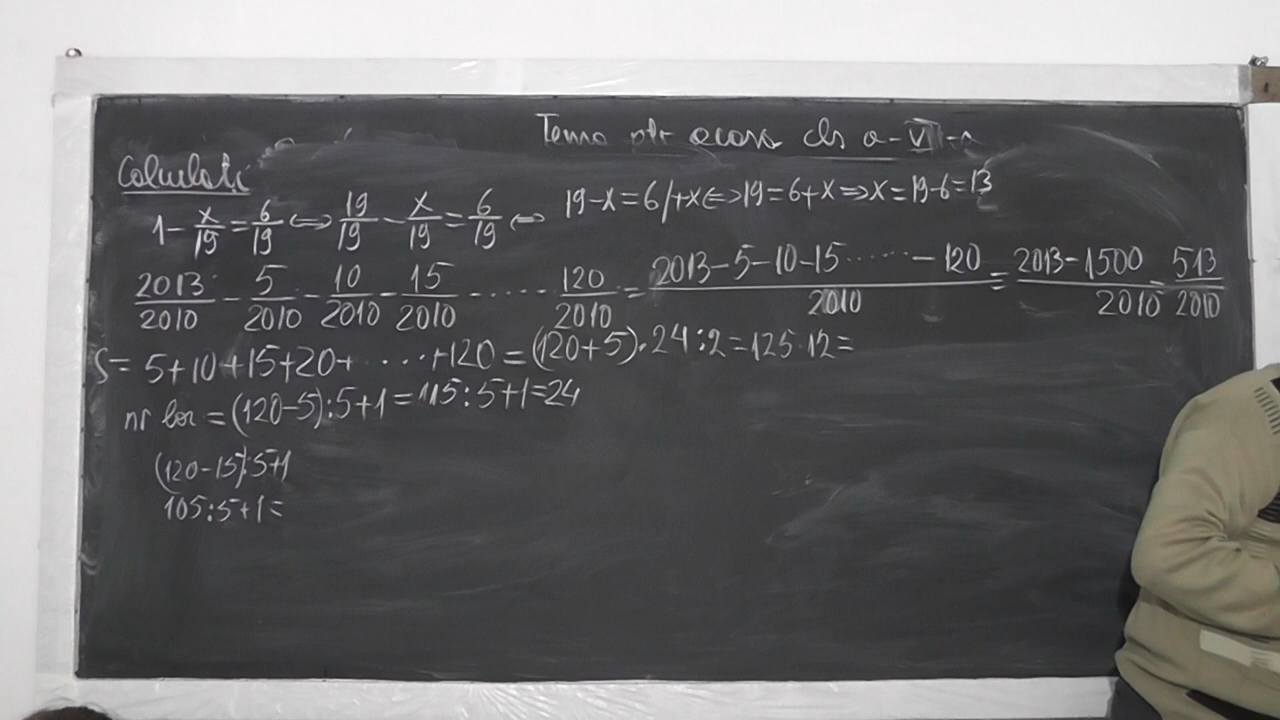 Tema ptr acasă cls a-VI-a
Calculați
1 - x/19 = 6/19 ⟺ 19/19 - x/19 = 6/19 ⟺ 19-x=6/+x ⟺ 19=6+x ⟹ x=19-6=13
2013/2010 - 5/2010 - 10/2010 - 15/2010 - ..... - 120/2010 = (2013-5-10-15.......-120)/2010 = (2013-1500)/2010 = 513/2010
S= 5+10+15+20+.....+120=(120+5)·24:2=125·12=
nr lor =(120-5):5+1=115:5+1=24
(120-15):5+1
105:5+1=